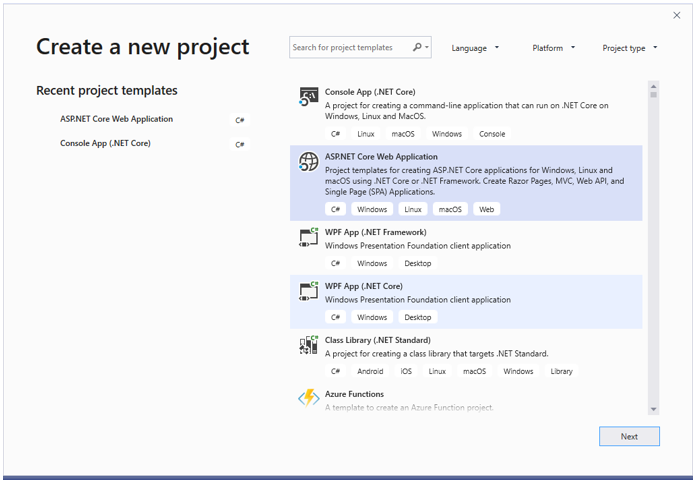 Create a new project
Search for project templates
Language
Platform
Project type
Recent project templates
ASP.NET Core Web Application
C#
Console App (.NET Core)
C#
Console App (.NET Core)
A project for creating a command-line application that can run on .NET Core on
Windows, Linux and MacOS.
C# Linux macOS Windows Console
ASP.NET Core Web Application
Project templates for creating ASP.NET Core applications for Windows, Linux and
macOS using .NET Core or .NET Framework. Create Razor Pages, MVC, Web API, and
Single Page (SPA) Applications.
C# Windows Linux macOS Web
WPF App (.NET Framework)
Windows Presentation Foundation client application
C# Windows Desktop
WPF App (.NET Core)
Windows Presentation Foundation client application
C# Windows Desktop
Class Library (.NET Standard)
A project for creating a class library that targets .NET Standard.
C# Android iOS Linux macOS Windows Library
Azure Functions
A template to create an Azure Function project.
Next